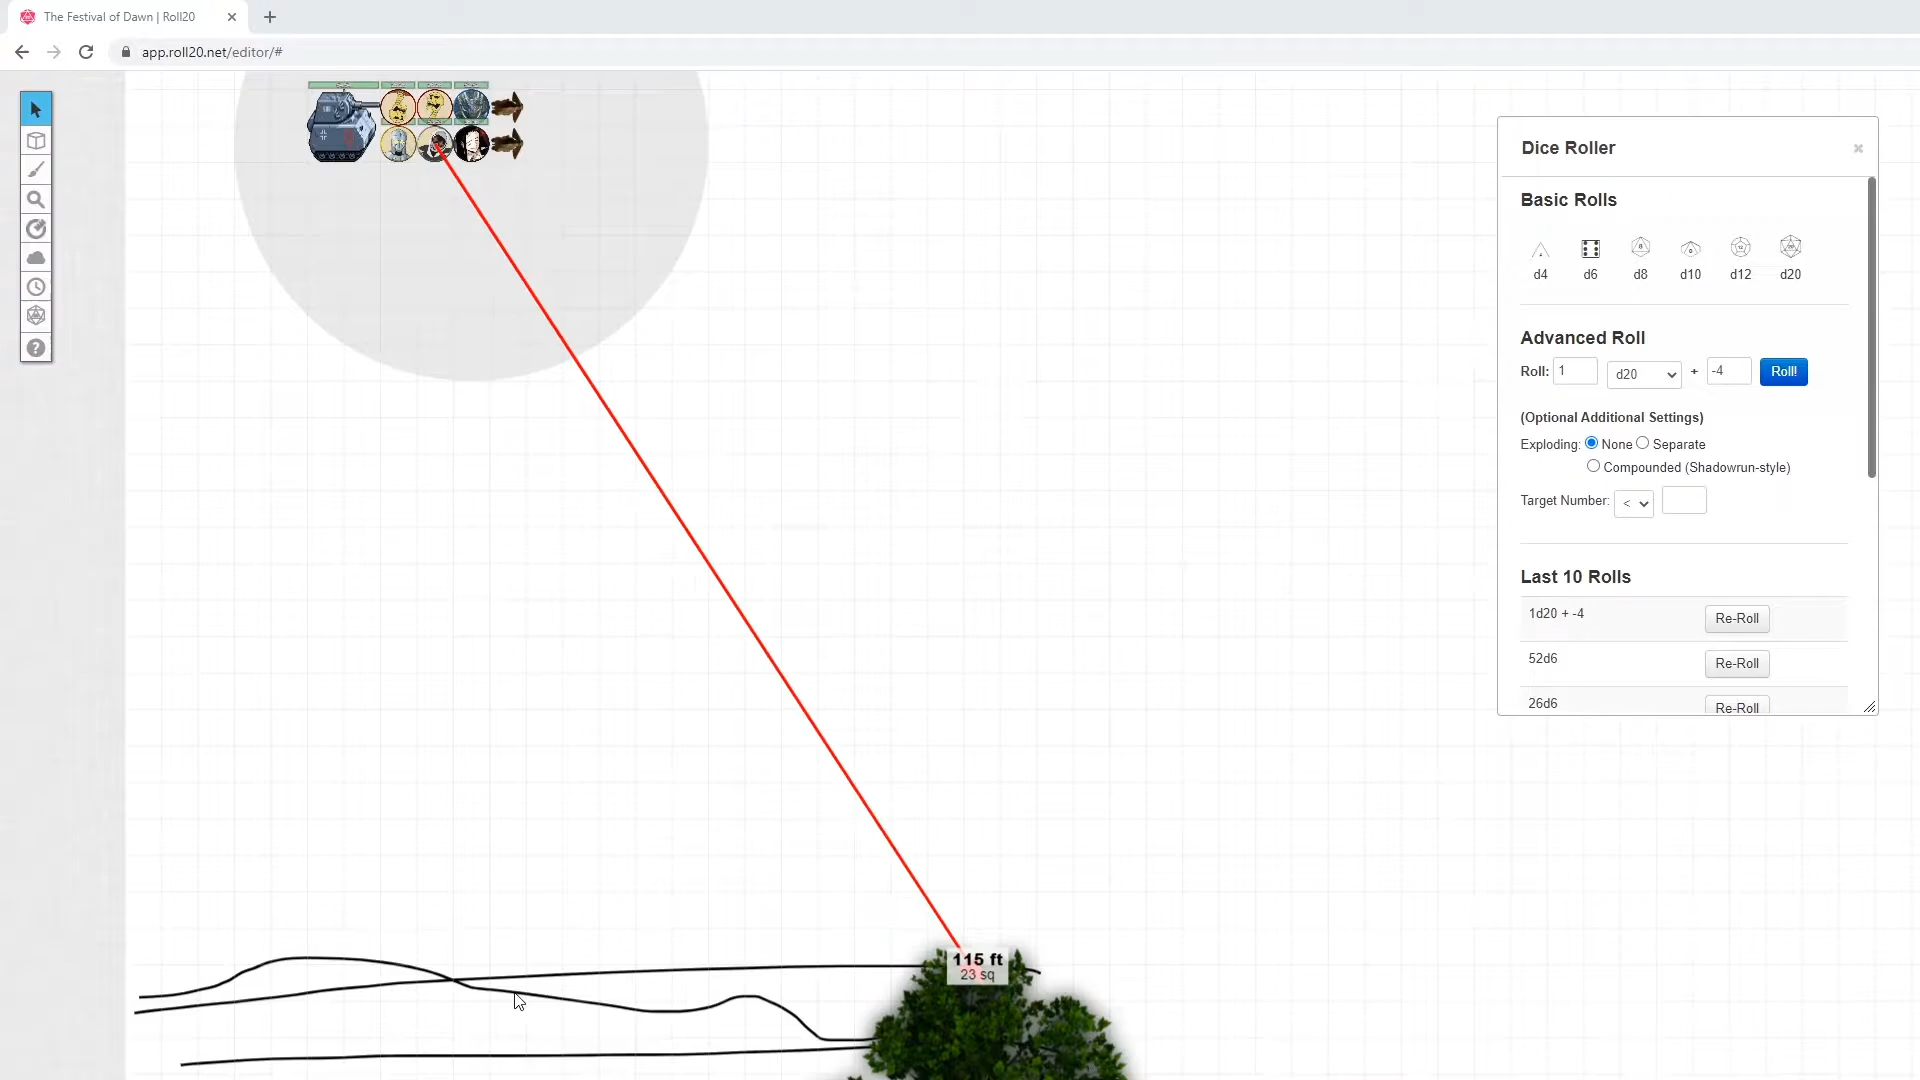 The Festival of Dawn | Roll20
app.roll20.net/editor/#
Dice Roller
Basic Rolls
d4 d6 d8 d10 d12 d20
Advanced Roll
Roll: 1 d20 + -4 Roll!
(Optional Additional Settings)
Exploding: None Separate
Compounded (Shadowrun-style)
Target Number: <
Last 10 Rolls
1d20 + -4 Re-Roll
52d6 Re-Roll
26d6 Re-Roll
115 ft
23 sq